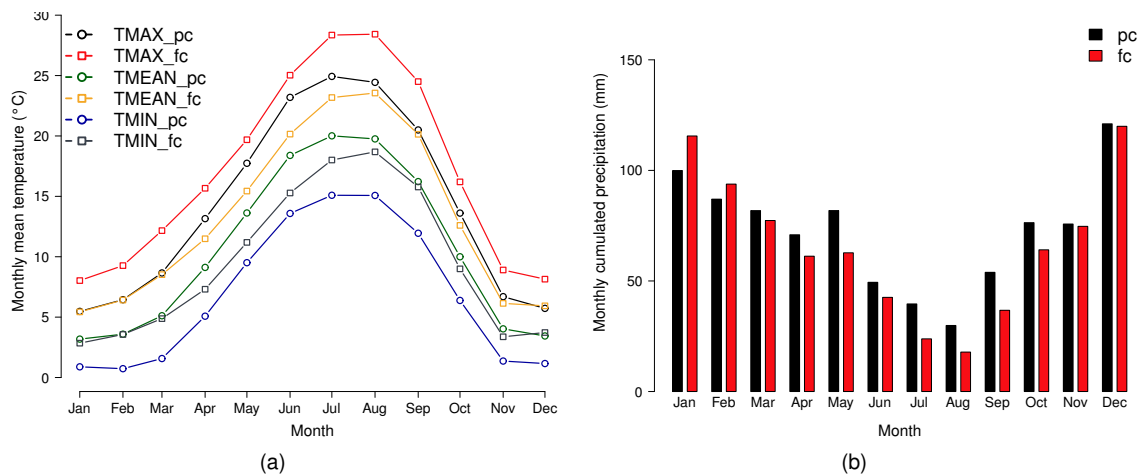 30
25
20
15
10
5
0
Monthly mean temperature (°C)
TMAX_pc
TMAX_fc
TMEAN_pc
TMEAN_fc
TMIN_pc
TMIN_fc
Jan Feb Mar Apr May Jun Jul Aug Sep Oct Nov Dec
Month
(a)
150
100
50
0
Monthly cumulated precipitation (mm)
pc
fc
Jan Feb Mar Apr May Jun Jul Aug Sep Oct Nov Dec
Month
(b)